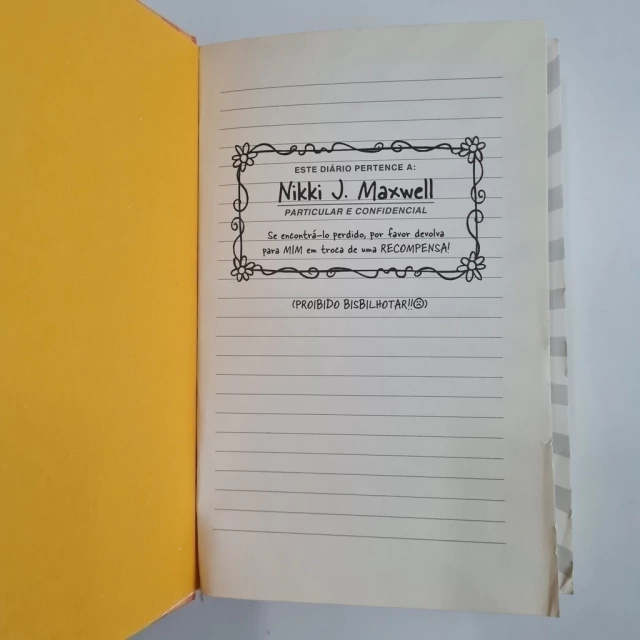 ESTE DIÁRIO PERTENCE A:
Nikki J. Maxwell
PARTICULAR E CONFIDENCIAL
Se encontrá-lo perdido, por favor devolva
para MIM em troca de uma RECOMPENSA!
(PROIBIDO BISBILHOTAR!!☹)